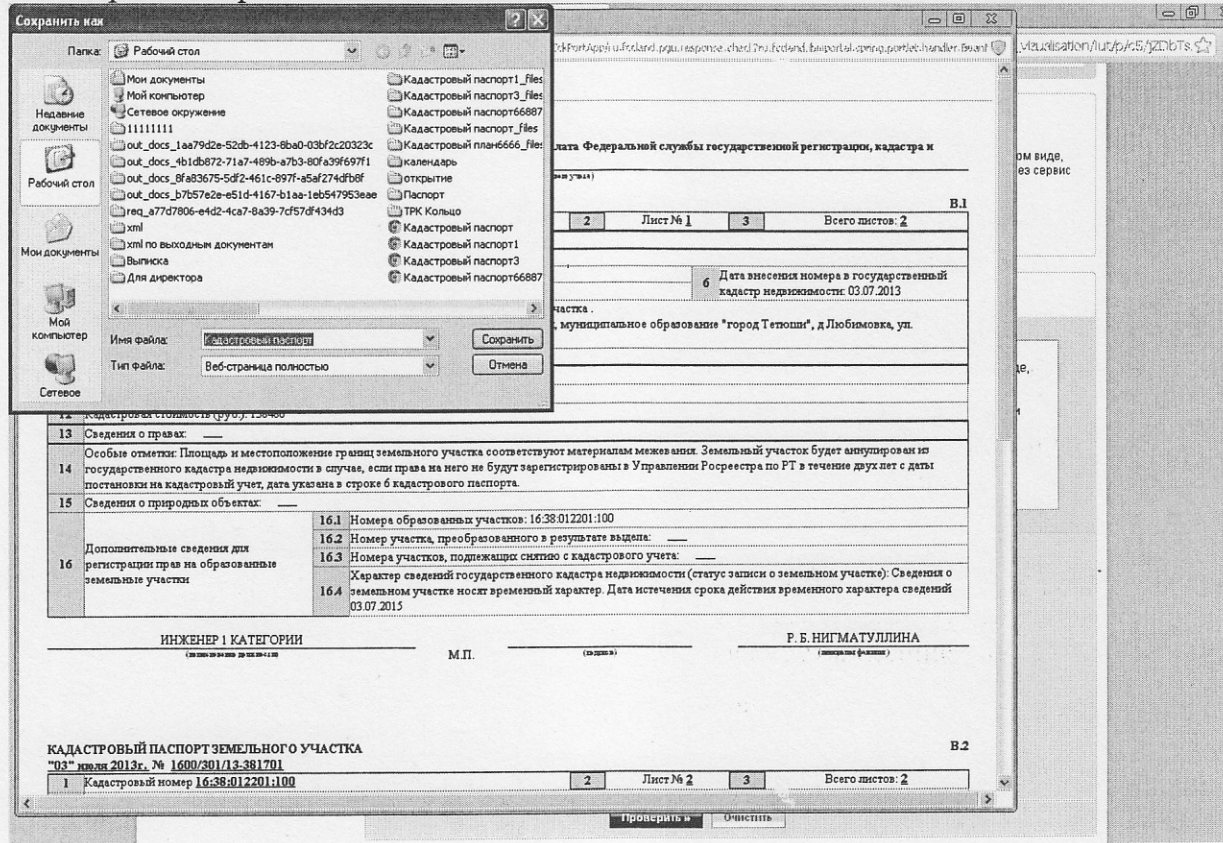 Сохранить как
Папка: Рабочий стол
Недавние документы
Рабочий стол
Мои документы
Мой компьютер
Сетевое
Мои документы
Мой компьютер
Сетевое окружение
11111111
out_docs_1aa79d2e-52db-4123-8ba0-03bf2c20323c
out_docs_4b1db872-71a7-489b-a7b3-80fa39f697f1
out_docs_8fa83675-5df2-461c-897f-a5af274dfb8f
out_docs_b7b57e2e-e51d-4167-b1aa-1eb547953eae
req_a77d7806-e4d2-4ca7-8a39-7cf57df434d3
xml
xml по выходным документам
Выписка
Для директора
Кадастровый паспорт1_files
Кадастровый паспорт3_files
Кадастровый паспорт66887
Кадастровый паспорт_files
Кадастровый план6666_files
календарь
открытие
Паспорт
ТРК Кольцо
Кадастровый паспорт
Кадастровый паспорт1
Кадастровый паспорт3
Кадастровый паспорт66887
Имя файла: Кадастровый паспорт Сохранить
Тип файла: Веб-страница полностью Отмена
лата Федеральной службы государственной регистрации, кадастра и
В.1
2 Лист № 1 3 Всего листов: 2
6 Дата внесения номера в государственный
кадастр недвижимости: 03.07.2013
частка .
, муниципальное образование "город Тетюши", д Любимовка, ул.
12 Кадастровая стоимость (руб.): 158480
13 Сведения о правах: ___
14 Особые отметки: Площадь и местоположение границ земельного участка соответствуют материалам межевания. Земельный участок будет аннулирован из
государственного кадастра недвижимости в случае, если права на него не будут зарегистрированы в Управлении Росреестра по РТ в течение двух лет с даты
постановки на кадастровый учет, дата указана в строке 6 кадастрового паспорта.
15 Сведения о природных объектах: ___
16 Дополнительные сведения для
регистрации прав на образованные
земельные участки
16.1 Номера образованных участков: 16:38:012201:100
16.2 Номер участка, преобразованного в результате выдела: ___
16.3 Номера участков, подлежащих снятию с кадастрового учета: ___
16.4 Характер сведений государственного кадастра недвижимости (статус записи о земельном участке): Сведения о
земельном участке носят временный характер. Дата истечения срока действия временного характера сведений
03.07.2015
ИНЖЕНЕР 1 КАТЕГОРИИ
М.П.
(подпись)
Р. Б. НИГМАТУЛЛИНА
КАДАСТРОВЫЙ ПАСПОРТ ЗЕМЕЛЬНОГО УЧАСТКА
В.2
"03" июля 2013г. № 1600/301/13-381701
1 Кадастровый номер 16:38:012201:100 2 Лист № 2 3 Всего листов: 2
ом виде,
ез сервис
Проверить » Очистить